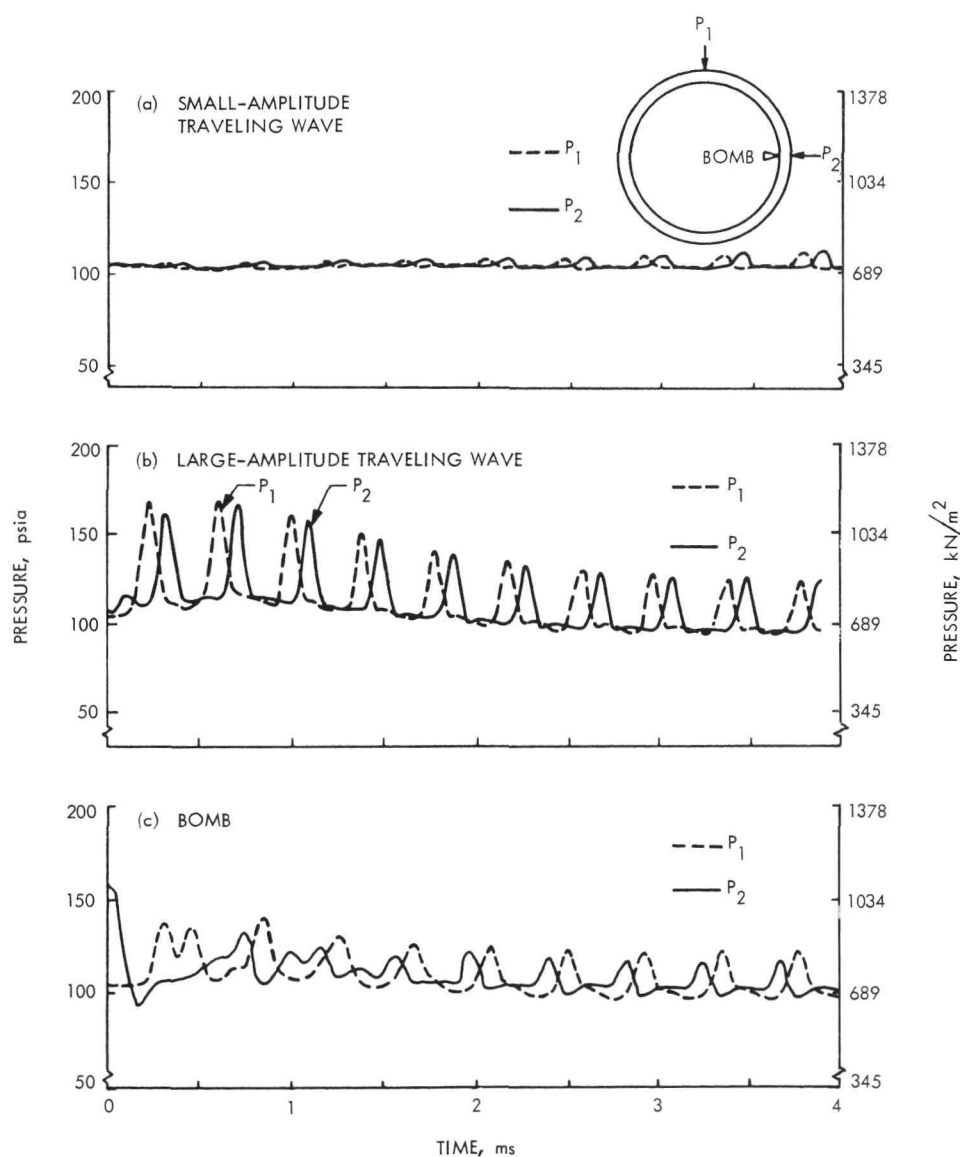 P1
(a) SMALL-AMPLITUDE
TRAVELING WAVE
P1
P2
BOMB
P2
200
150
100
50
1378
1034
689
345
(b) LARGE-AMPLITUDE TRAVELING WAVE
P1
P2
P1
P2
200
150
100
50
1378
1034
689
345
PRESSURE, psia
PRESSURE, kN/m2
(c) BOMB
P1
P2
200
150
100
50
1378
1034
689
345
0 1 2 3 4
TIME, ms